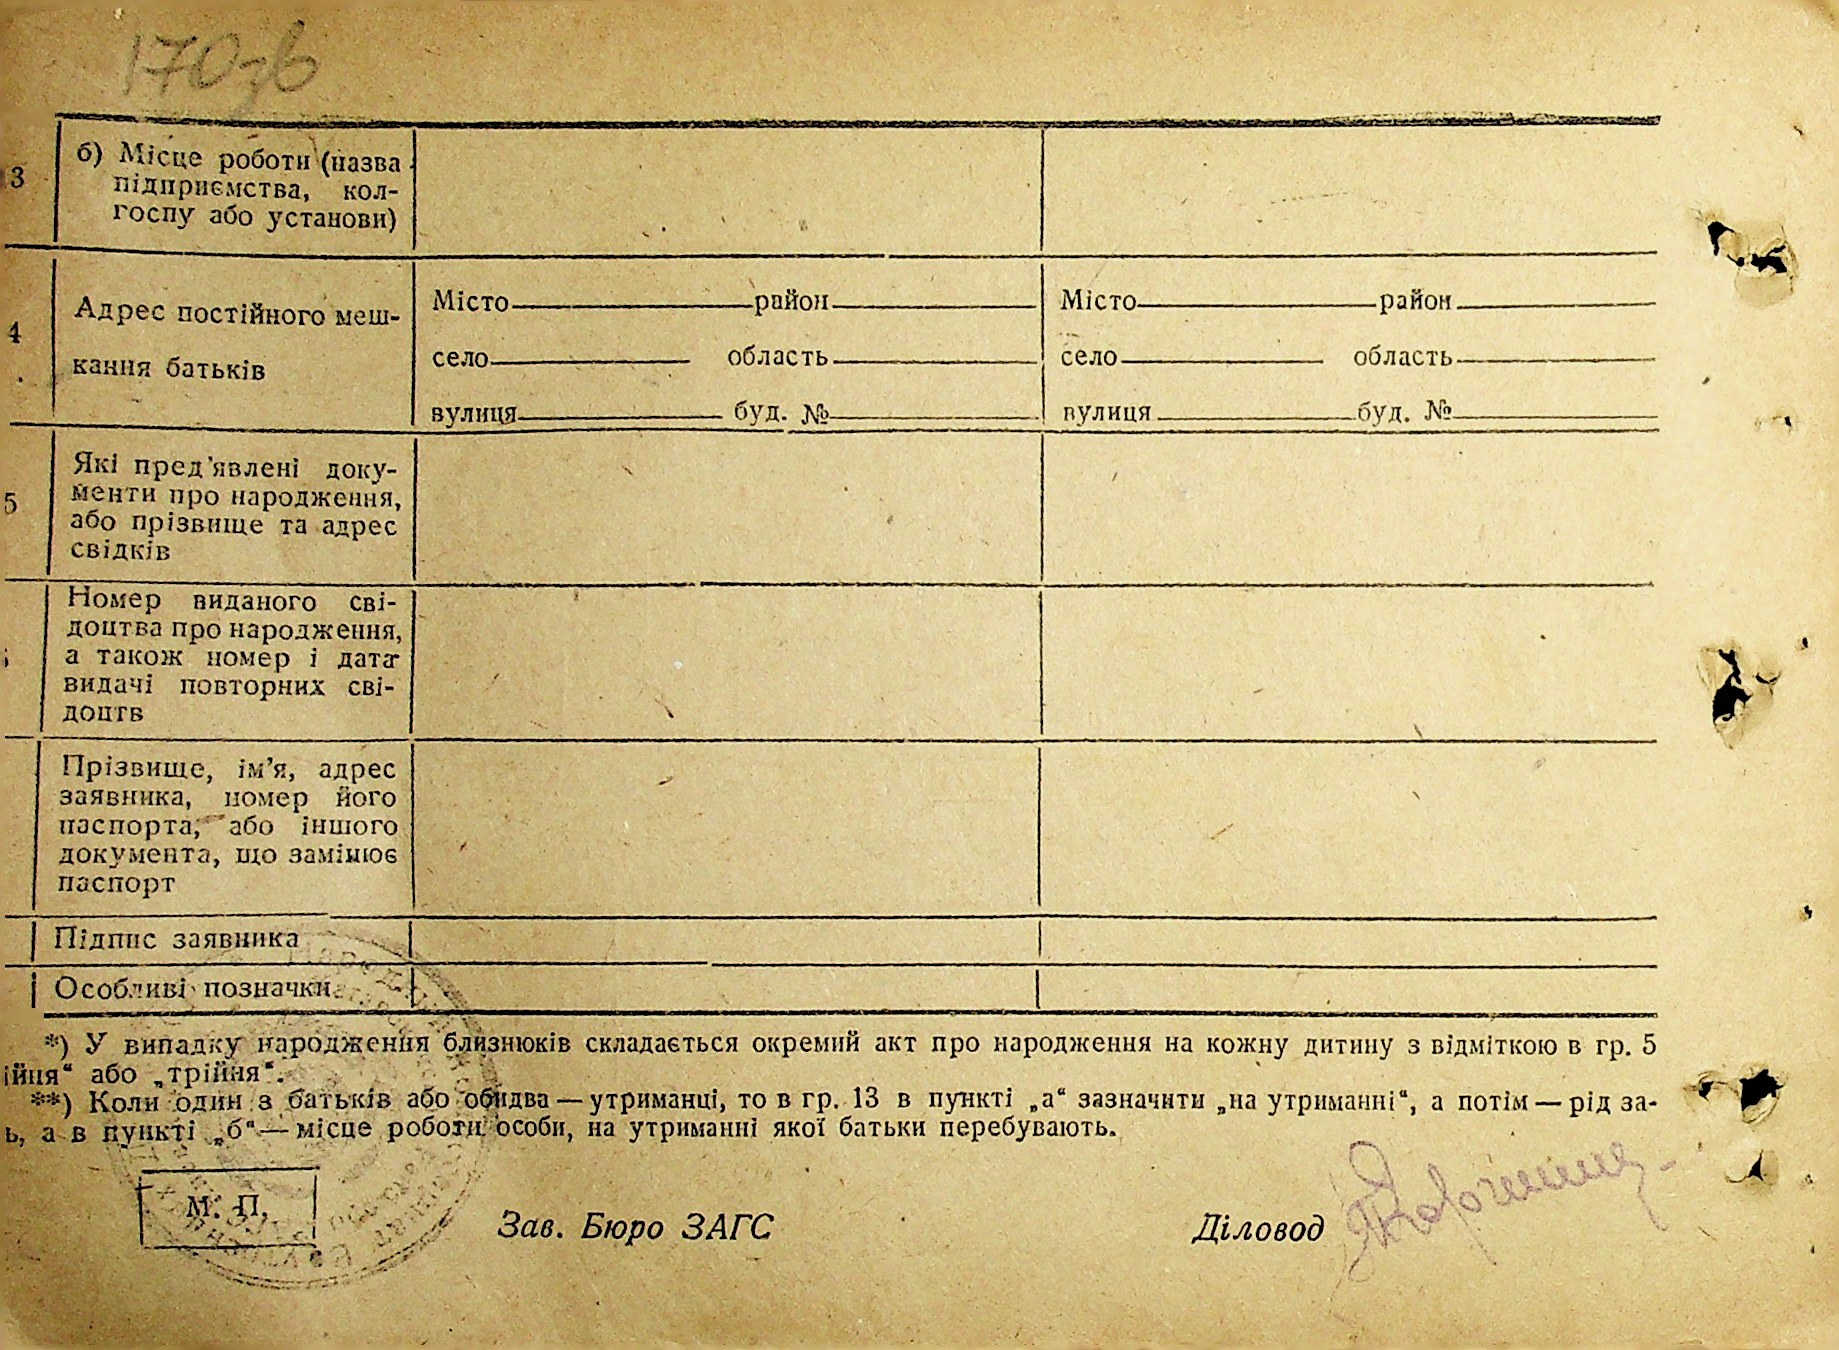 170зв
3
б) Місце роботи (назва
підприємства, кол-
госпу або установи)
4
Адрес постійного меш-
кання батьків
Місто район
село область
вулиця буд. №
Місто район
село область
вулиця буд. №
5
Які пред'явлені доку-
менти про народження,
або прізвище та адрес
свідків
Номер виданого сві-
доцтва про народження,
а також номер і дата
видачі повторних сві-
доцтв
Прізвище, ім'я, адрес
заявника, номер його
паспорта, або іншого
документа, що замінює
паспорт
Підпис заявника
Особливі позначки
*) У випадку народження близнюків складається окремий акт про народження на кожну дитину з відміткою в гр. 5
ійня“ або „трійня“.
**) Коли один з батьків або обидва — утриманці, то в гр. 13 в пункті „а“ зазначити „на утриманні“, а потім — рід за-
ь, а в пункті „б“ — місце роботи особи, на утриманні якої батьки перебувають.
М. П.
Зав. Бюро ЗАГС
Діловод